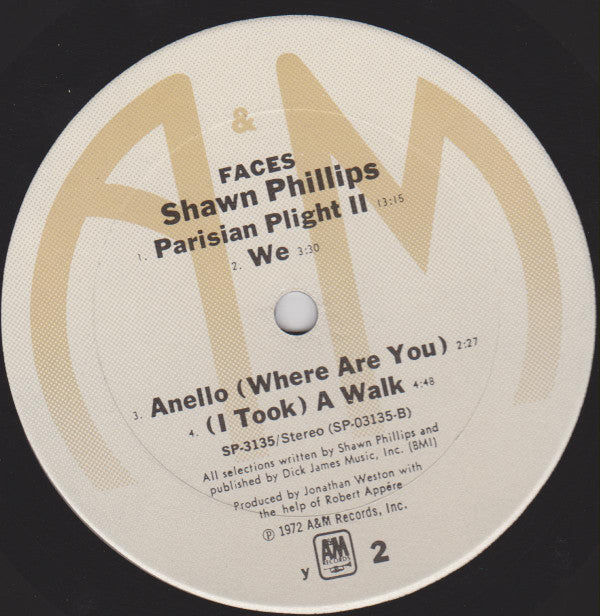 A&M
FACES
Shawn Phillips
1. Parisian Plight II 13:15
2. We 3:30
3. Anello (Where Are You) 2:27
4. (I Took) A Walk 4:48
SP-3135/Stereo (SP-03135-B)
All selections written by Shawn Phillips and
published by Dick James Music, Inc. (BMI)
Produced by Jonathan Weston with
the help of Robert Appére
℗ 1972 A&M Records, Inc.
y A&M RECORDS 2